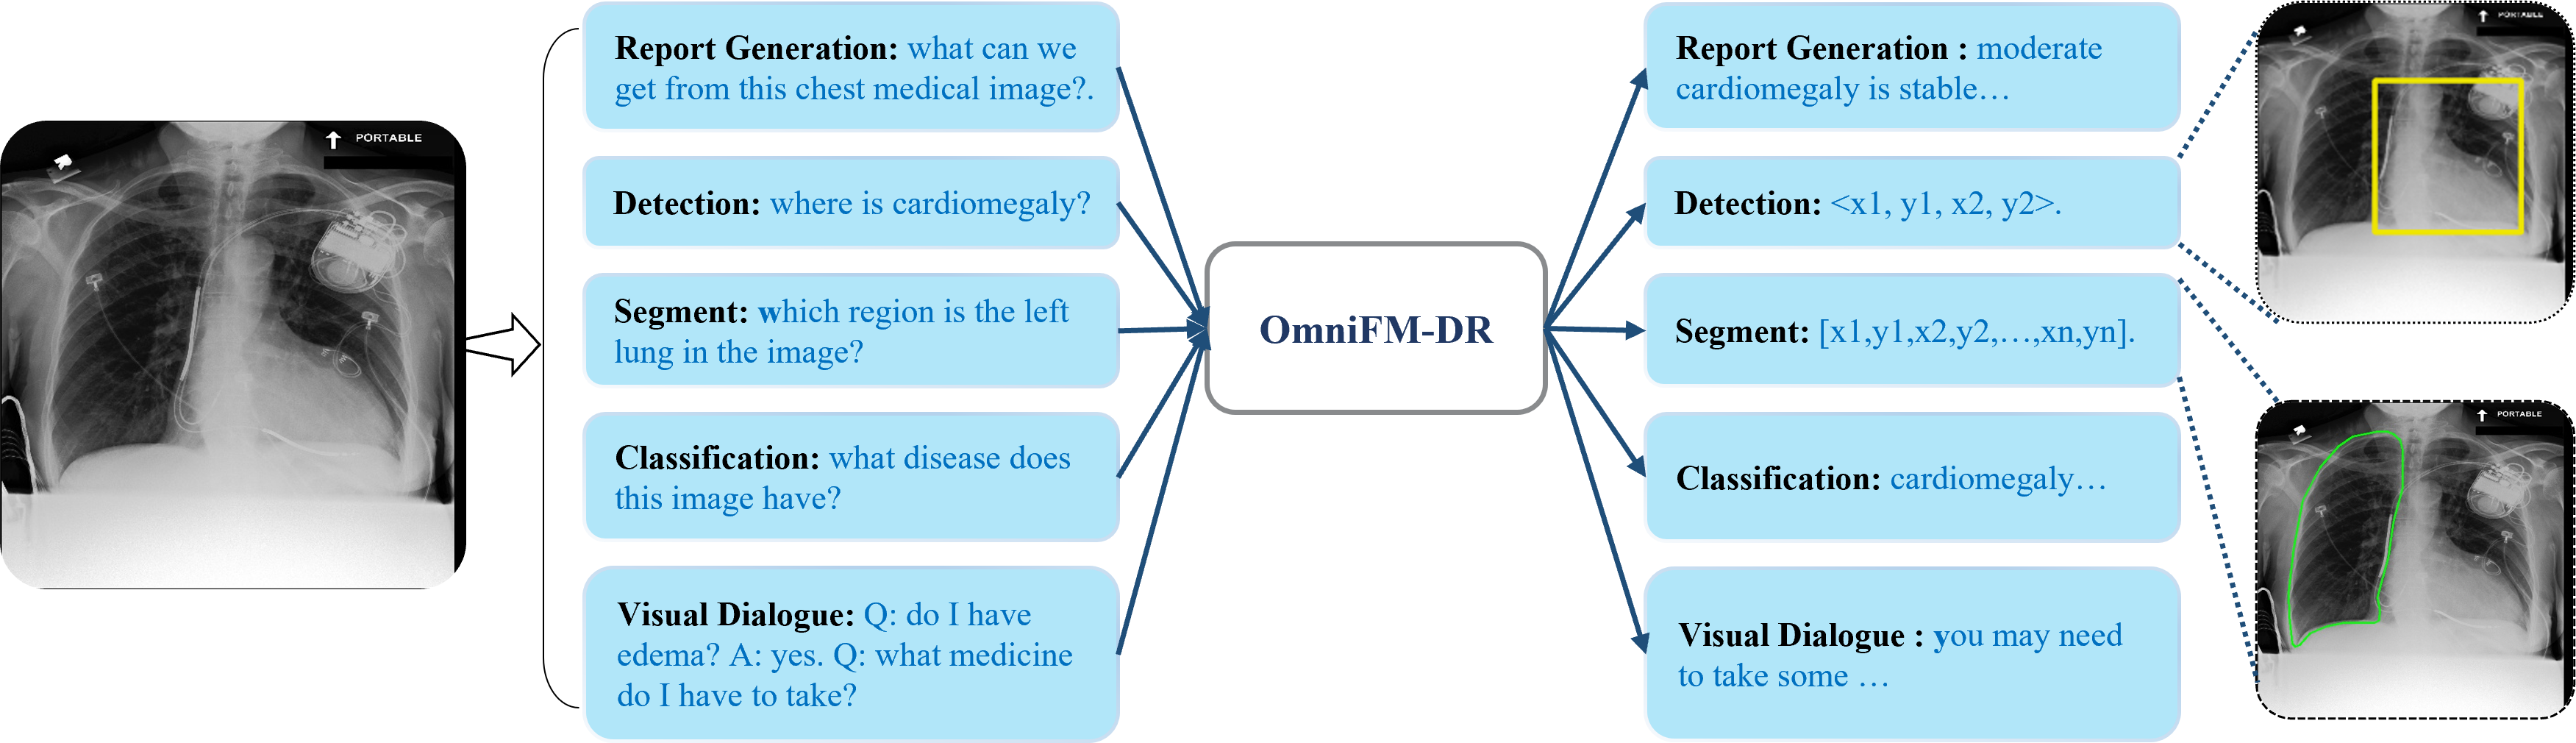 PORTABLE
Report Generation: what can we
get from this chest medical image?.
Detection: where is cardiomegaly?
Segment: which region is the left
lung in the image?
Classification: what disease does
this image have?
Visual Dialogue: Q: do I have
edema? A: yes. Q: what medicine
do I have to take?
OmniFM-DR
Report Generation : moderate
cardiomegaly is stable…
Detection: <x1, y1, x2, y2>.
Segment: [x1,y1,x2,y2,…,xn,yn].
Classification: cardiomegaly…
Visual Dialogue : you may need
to take some …
PORTABLE
PORTABLE